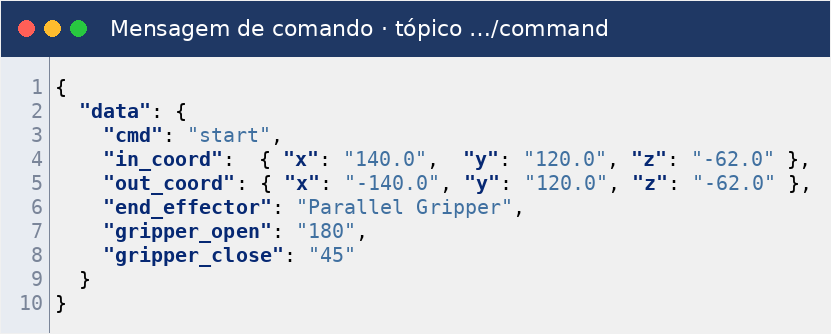 Mensagem de comando · tópico .../command
1 {
2   "data": {
3     "cmd": "start",
4     "in_coord":  { "x": "140.0",  "y": "120.0", "z": "-62.0" },
5     "out_coord": { "x": "-140.0", "y": "120.0", "z": "-62.0" },
6     "end_effector": "Parallel Gripper",
7     "gripper_open": "180",
8     "gripper_close": "45"
9   }
10 }